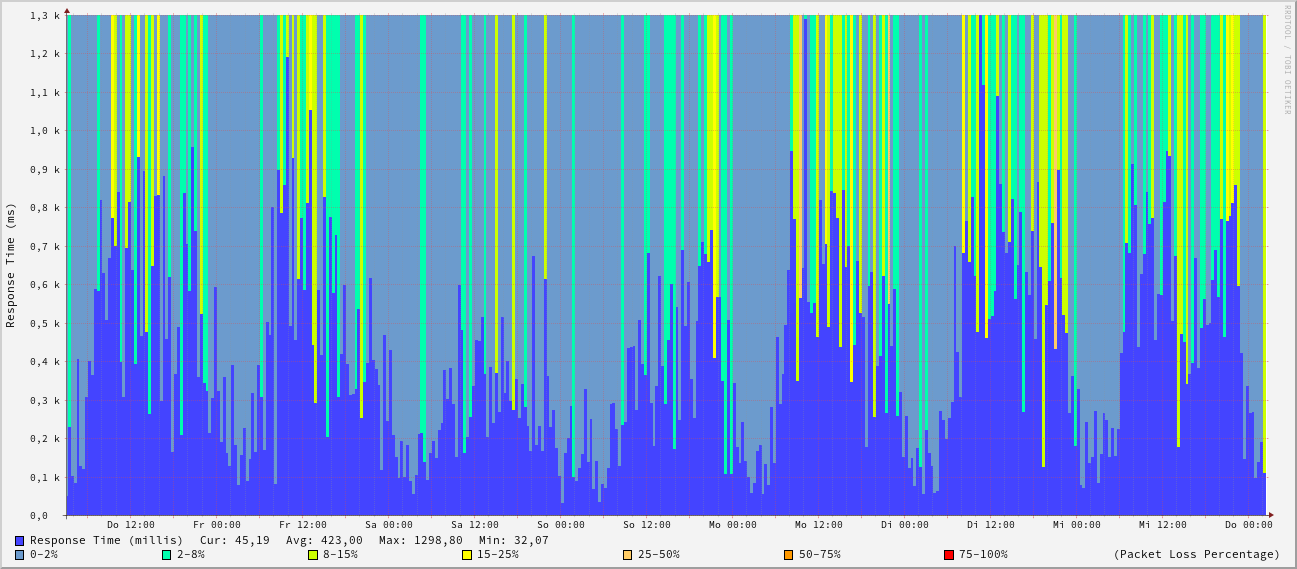 RRDTOOL / TOBI OETIKER
Response Time (ms)
1,3 k
1,2 k
1,1 k
1,0 k
0,9 k
0,8 k
0,7 k
0,6 k
0,5 k
0,4 k
0,3 k
0,2 k
0,1 k
0,0
Do 12:00 Fr 00:00 Fr 12:00 Sa 00:00 Sa 12:00 So 00:00 So 12:00 Mo 00:00 Mo 12:00 Di 00:00 Di 12:00 Mi 00:00 Mi 12:00 Do 00:00
Response Time (millis) Cur: 45,19 Avg: 423,00 Max: 1298,80 Min: 32,07
0-2% 2-8% 8-15% 15-25% 25-50% 50-75% 75-100% (Packet Loss Percentage)